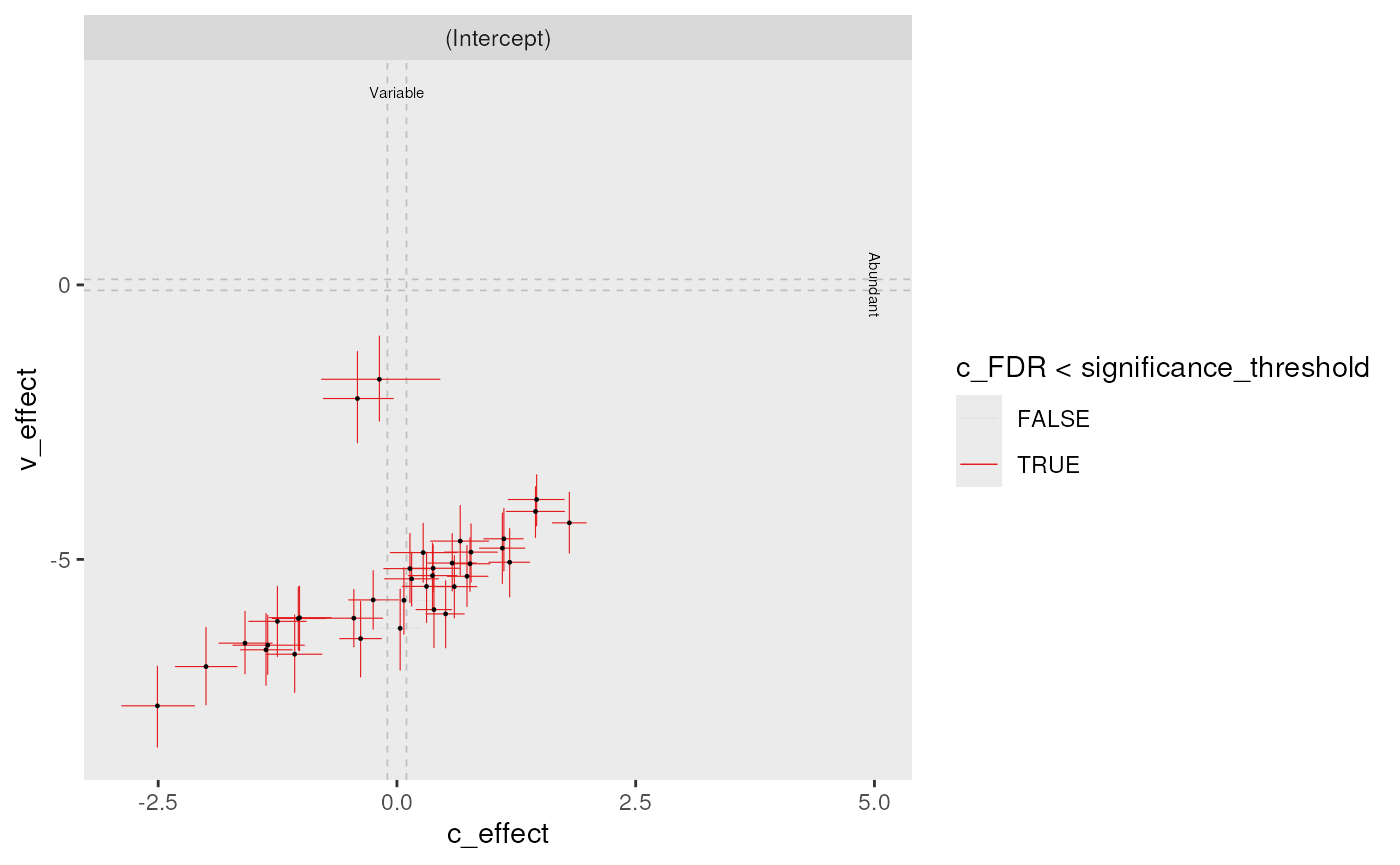 (Intercept)
Variable
Abundant
0
-5
v_effect
-2.5
0.0
2.5
5.0
c_effect
c_FDR < significance_threshold
FALSE
TRUE